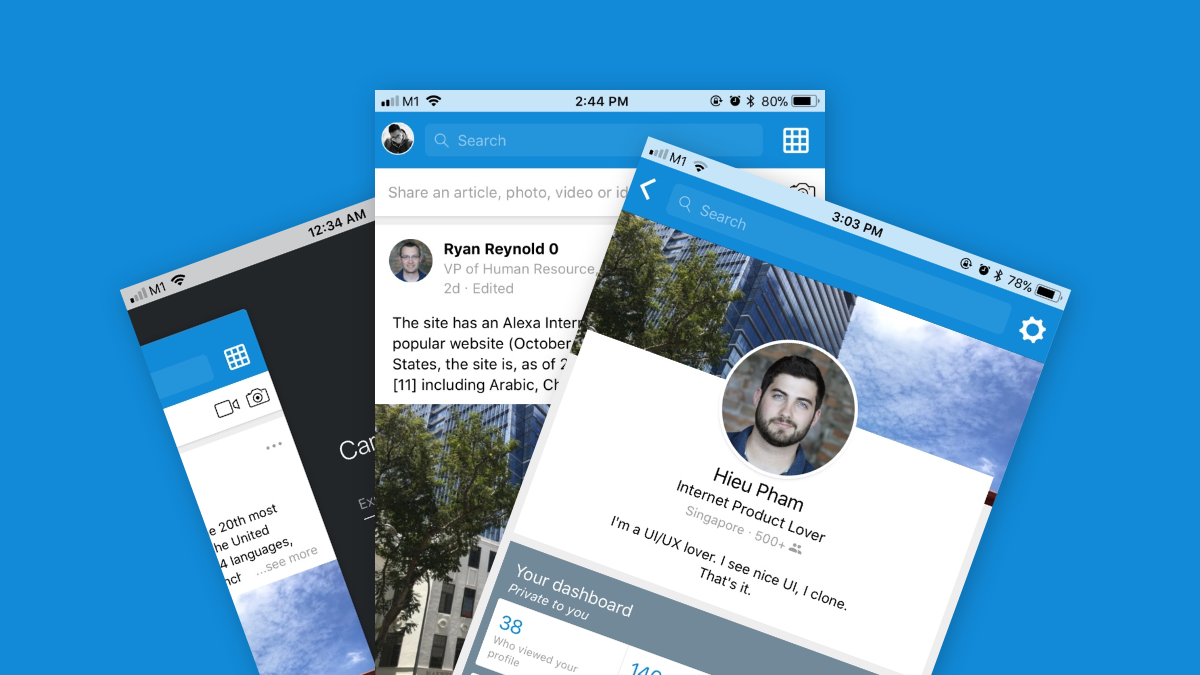 12:34 AM
M1
Car
Ex
e 20th most
he United
4 languages,
...see more
M1
2:44 PM
80%
Search
Share an article, photo, video or id
Ryan Reynold 0
VP of Human Resource,
2d · Edited
The site has an Alexa Intern
popular website (October
States, the site is, as of 2
[11] including Arabic, Ch
M1
3:03 PM
78%
Search
Hieu Pham
Internet Product Lover
Singapore · 500+
I'm a UI/UX lover. I see nice UI, I clone.
That's it.
Your dashboard
Private to you
38
Who viewed your
profile